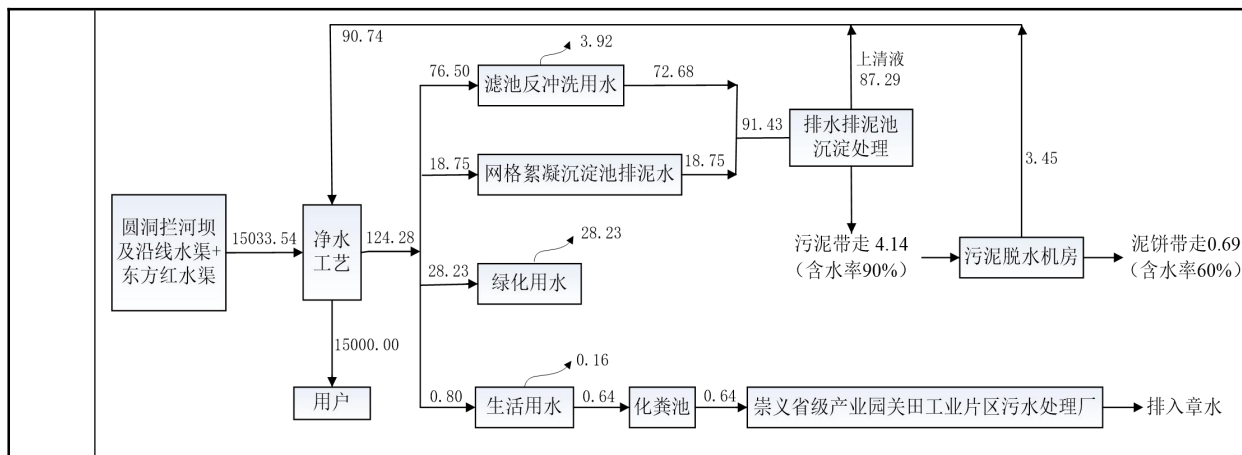 90.74
3.92
76.50
滤池反冲洗用水
72.68
上清液
87.29
91.43
排水排泥池
沉淀处理
3.45
18.75
网格絮凝沉淀池排泥水
18.75
圆洞拦河坝
及沿线水渠+
东方红水渠
15033.54
净水
工艺
124.28
28.23
污泥带走 4.14
（含水率90%）
污泥脱水机房
泥饼带走0.69
（含水率60%）
28.23
绿化用水
15000.00
用户
0.16
0.80
生活用水
0.64
化粪池
0.64
崇义省级产业园关田工业片区污水处理厂
排入章水